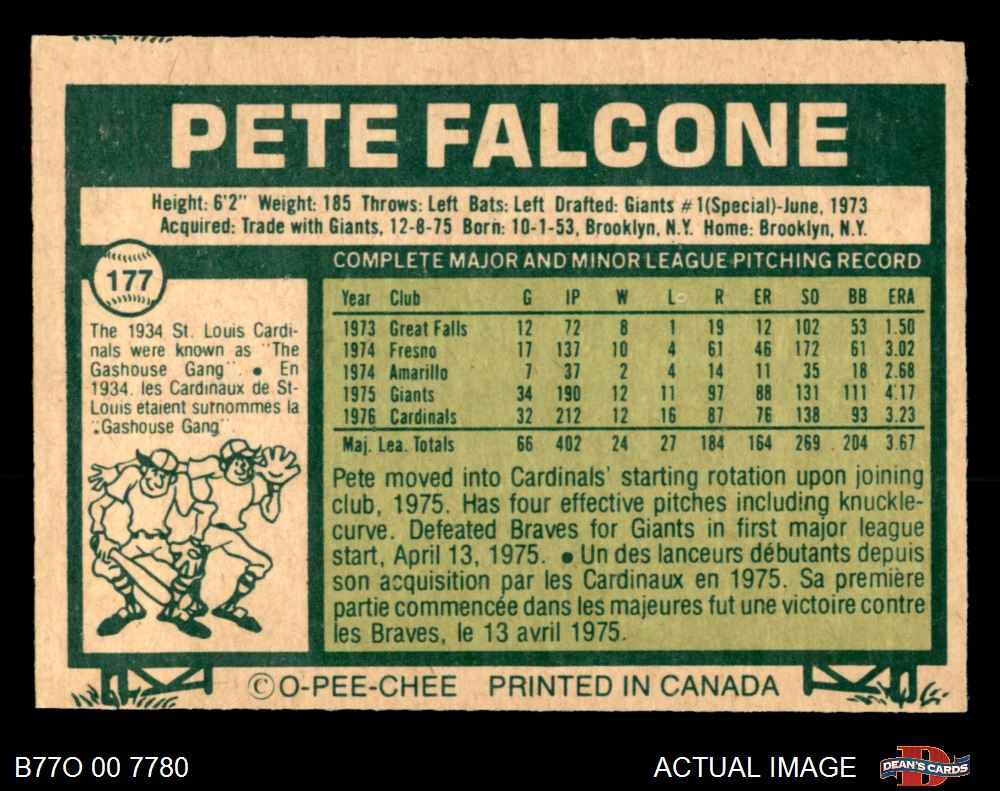 PETE FALCONE
Height: 6'2" Weight: 185 Throws: Left Bats: Left Drafted: Giants #1(Special)-June, 1973
Acquired: Trade with Giants, 12-8-75 Born: 10-1-53, Brooklyn, N.Y. Home: Brooklyn, N.Y.
177
The 1934 St. Louis Cardi-
nals were known as "The
Gashouse Gang". ● En
1934, les Cardinaux de St-
Louis étaient surnommés la
"Gashouse Gang".
COMPLETE MAJOR AND MINOR LEAGUE PITCHING RECORD
Year Club G IP W L R ER SO BB ERA
1973 Great Falls 12 72 8 1 19 12 102 53 1.50
1974 Fresno 17 137 10 4 61 46 172 61 3.02
1974 Amarillo 7 37 2 4 14 11 35 18 2.68
1975 Giants 34 190 12 11 97 88 131 111 4.17
1976 Cardinals 32 212 12 16 87 76 138 93 3.23
Maj. Lea. Totals 66 402 24 27 184 164 269 204 3.67
Pete moved into Cardinals' starting rotation upon joining
club, 1975. Has four effective pitches including knuckle-
curve. Defeated Braves for Giants in first major league
start, April 13, 1975. ● Un des lanceurs débutants depuis
son acquisition par les Cardinaux en 1975. Sa première
partie commencée dans les majeures fut une victoire contre
les Braves, le 13 avril 1975.
©O-PEE-CHEE PRINTED IN CANADA
B77O 00 7780
ACTUAL IMAGE
DEAN'S CARDS